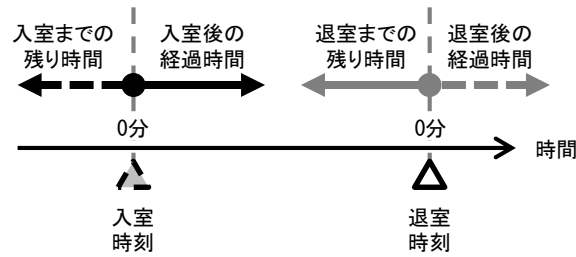 入室までの
残り時間
入室後の
経過時間
退室までの
残り時間
退室後の
経過時間
0分
0分
時間
入室
時刻
退室
時刻